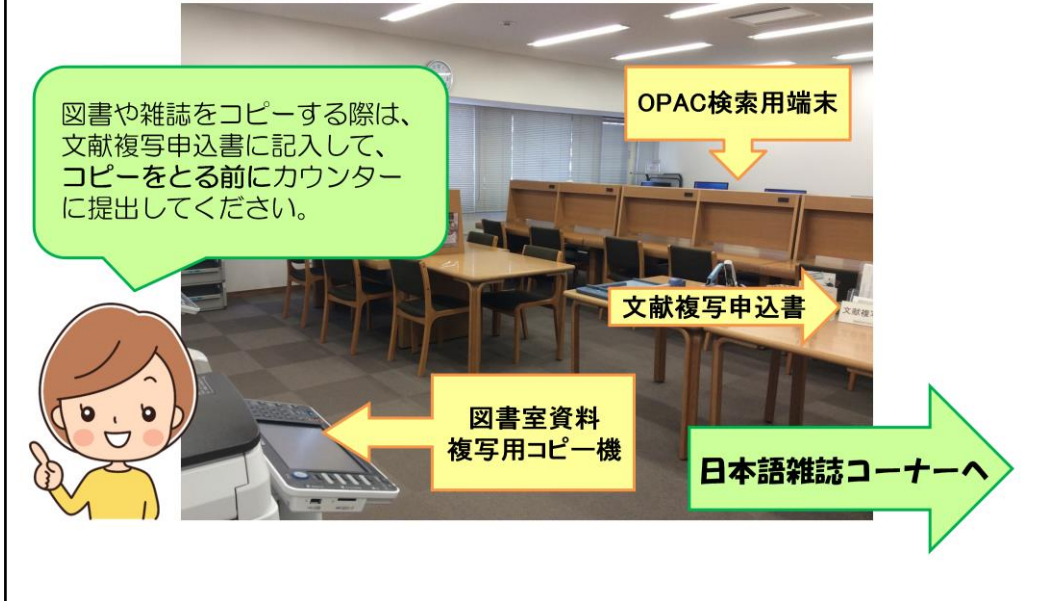 図書や雑誌をコピーする際は、
文献複写申込書に記入して、
コピーをとる前にカウンター
に提出してください。
OPAC検索用端末
文献複写申込書
文献複写
図書室資料
複写用コピー機
日本語雑誌コーナーへ